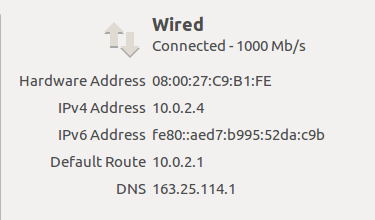 Wired
Connected - 1000 Mb/s
Hardware Address 08:00:27:C9:B1:FE
IPv4 Address 10.0.2.4
IPv6 Address fe80::aed7:b995:52da:c9b
Default Route 10.0.2.1
DNS 163.25.114.1